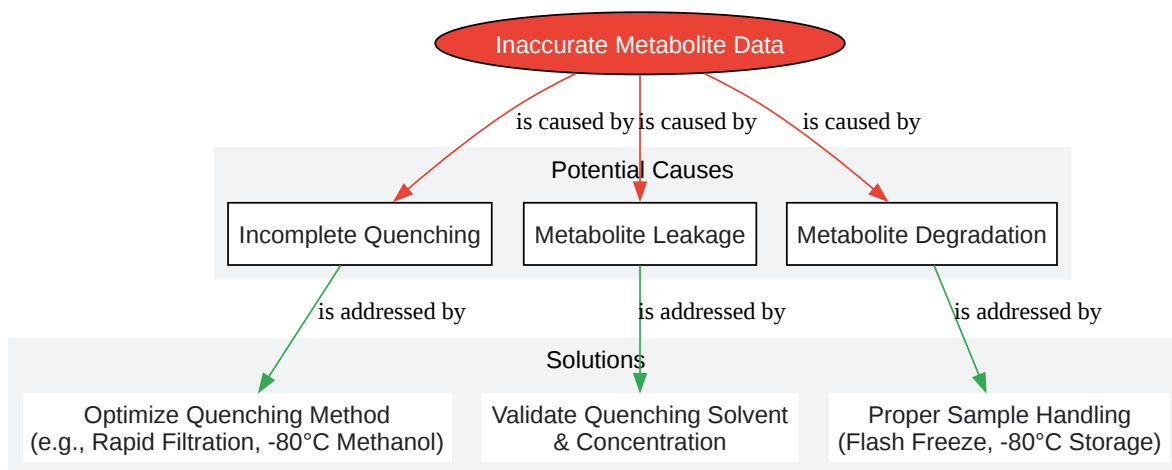 Inaccurate Metabolite Data
is caused by
is caused by
is caused by
Potential Causes
Incomplete Quenching
Metabolite Leakage
Metabolite Degradation
is addressed by
is addressed by
is addressed by
Solutions
Optimize Quenching Method
(e.g., Rapid Filtration, -80°C Methanol)
Validate Quenching Solvent
& Concentration
Proper Sample Handling
(Flash Freeze, -80°C Storage)